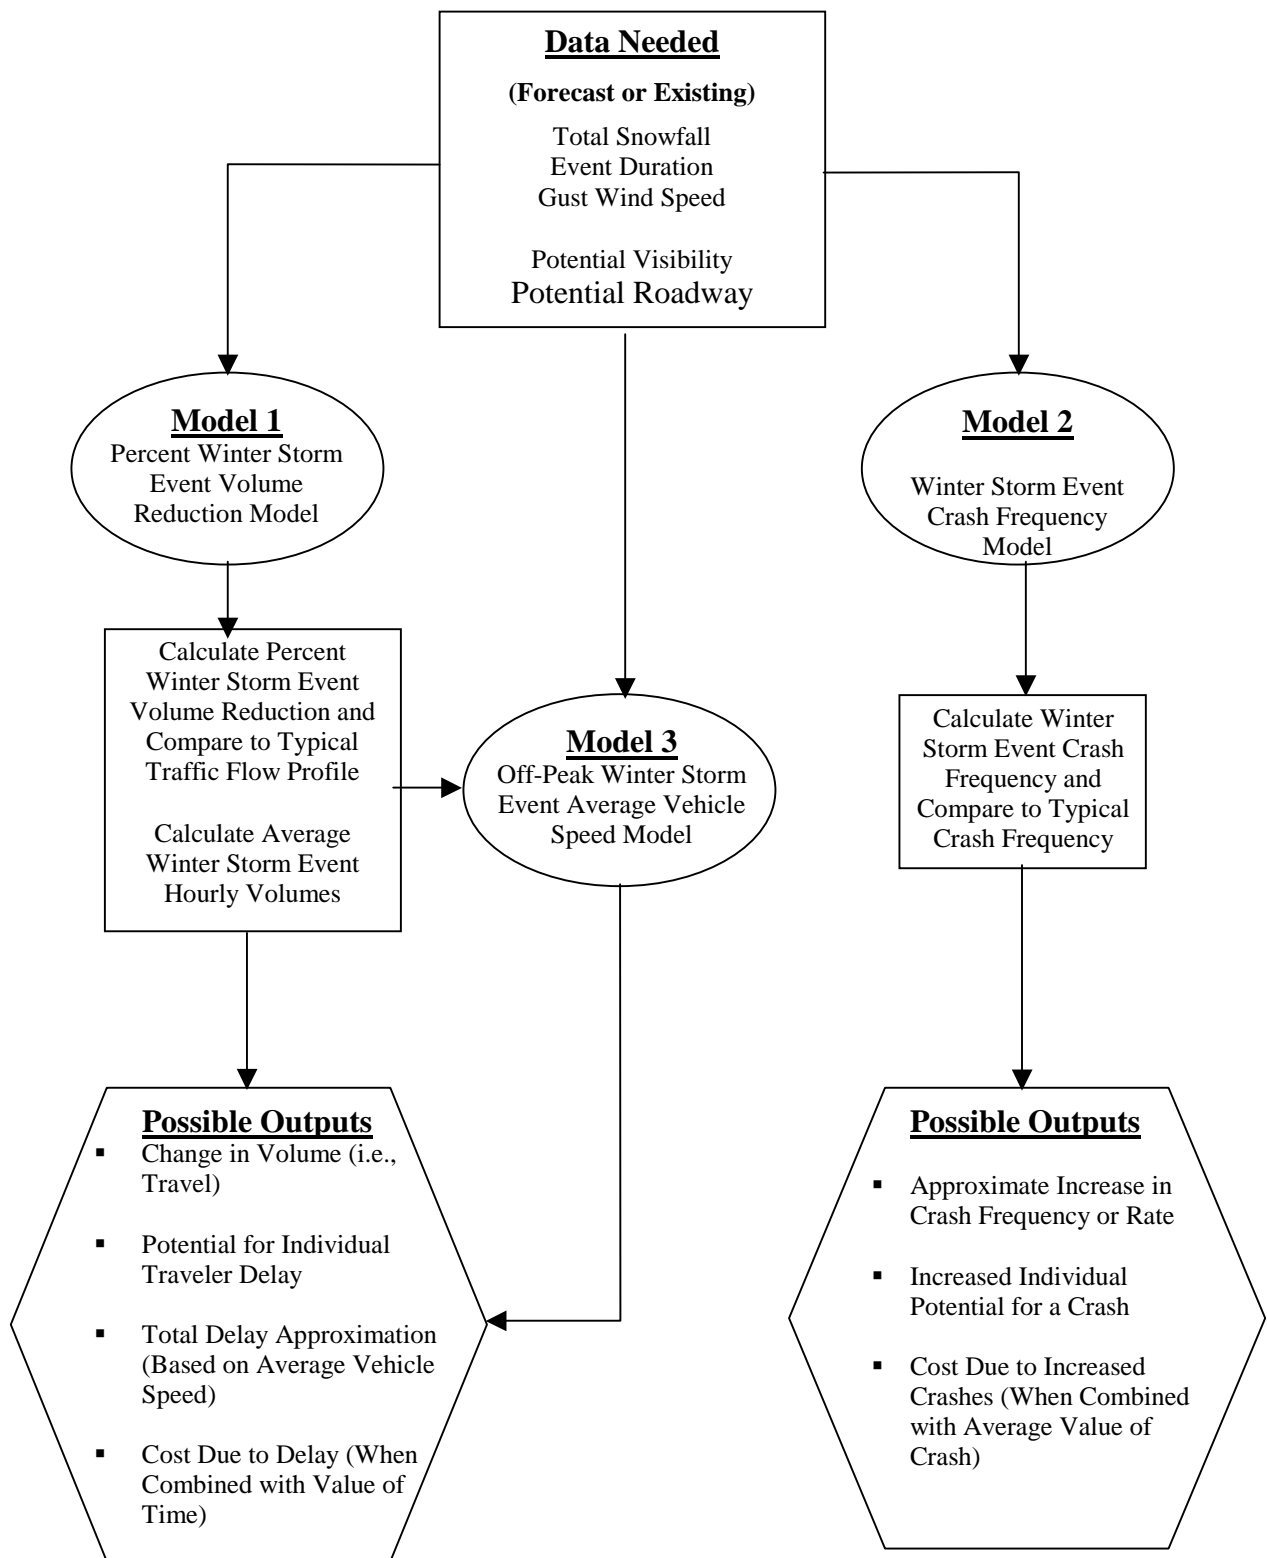 Data Needed
(Forecast or Existing)
Total Snowfall
Event Duration
Gust Wind Speed
Potential Visibility
Potential Roadway
Model 1
Percent Winter Storm
Event Volume
Reduction Model
Model 2
Winter Storm Event
Crash Frequency
Model
Calculate Percent
Winter Storm Event
Volume Reduction and
Compare to Typical
Traffic Flow Profile
Calculate Average
Winter Storm Event
Hourly Volumes
Model 3
Off-Peak Winter Storm
Event Average Vehicle
Speed Model
Calculate Winter
Storm Event Crash
Frequency and
Compare to Typical
Crash Frequency
Possible Outputs
▪ Change in Volume (i.e.,
Travel)
▪ Potential for Individual
Traveler Delay
▪ Total Delay Approximation
(Based on Average Vehicle
Speed)
▪ Cost Due to Delay (When
Combined with Value of
Time)
Possible Outputs
▪ Approximate Increase in
Crash Frequency or Rate
▪ Increased Individual
Potential for a Crash
▪ Cost Due to Increased
Crashes (When Combined
with Average Value of
Crash)